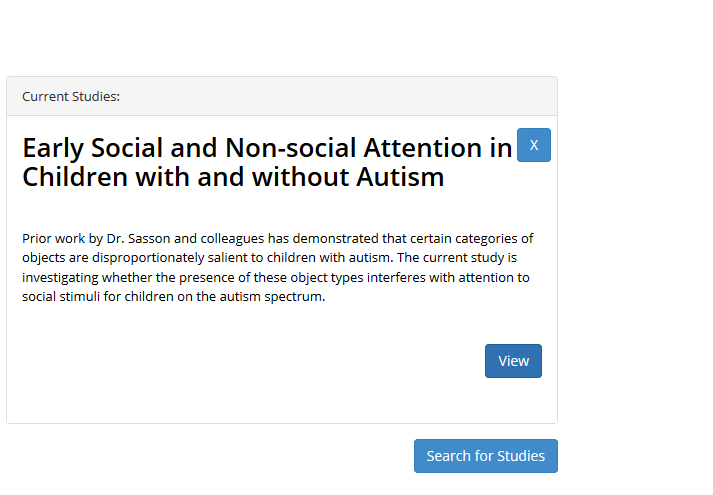 Current Studies:
Early Social and Non-social Attention in
X
Children with and without Autism
Prior work by Dr. Sasson and colleagues has demonstrated that certain categories of
objects are disproportionately salient to children with autism. The current study is
investigating whether the presence of these object types interferes with attention to
social stimuli for children on the autism spectrum.
View
Search for Studies